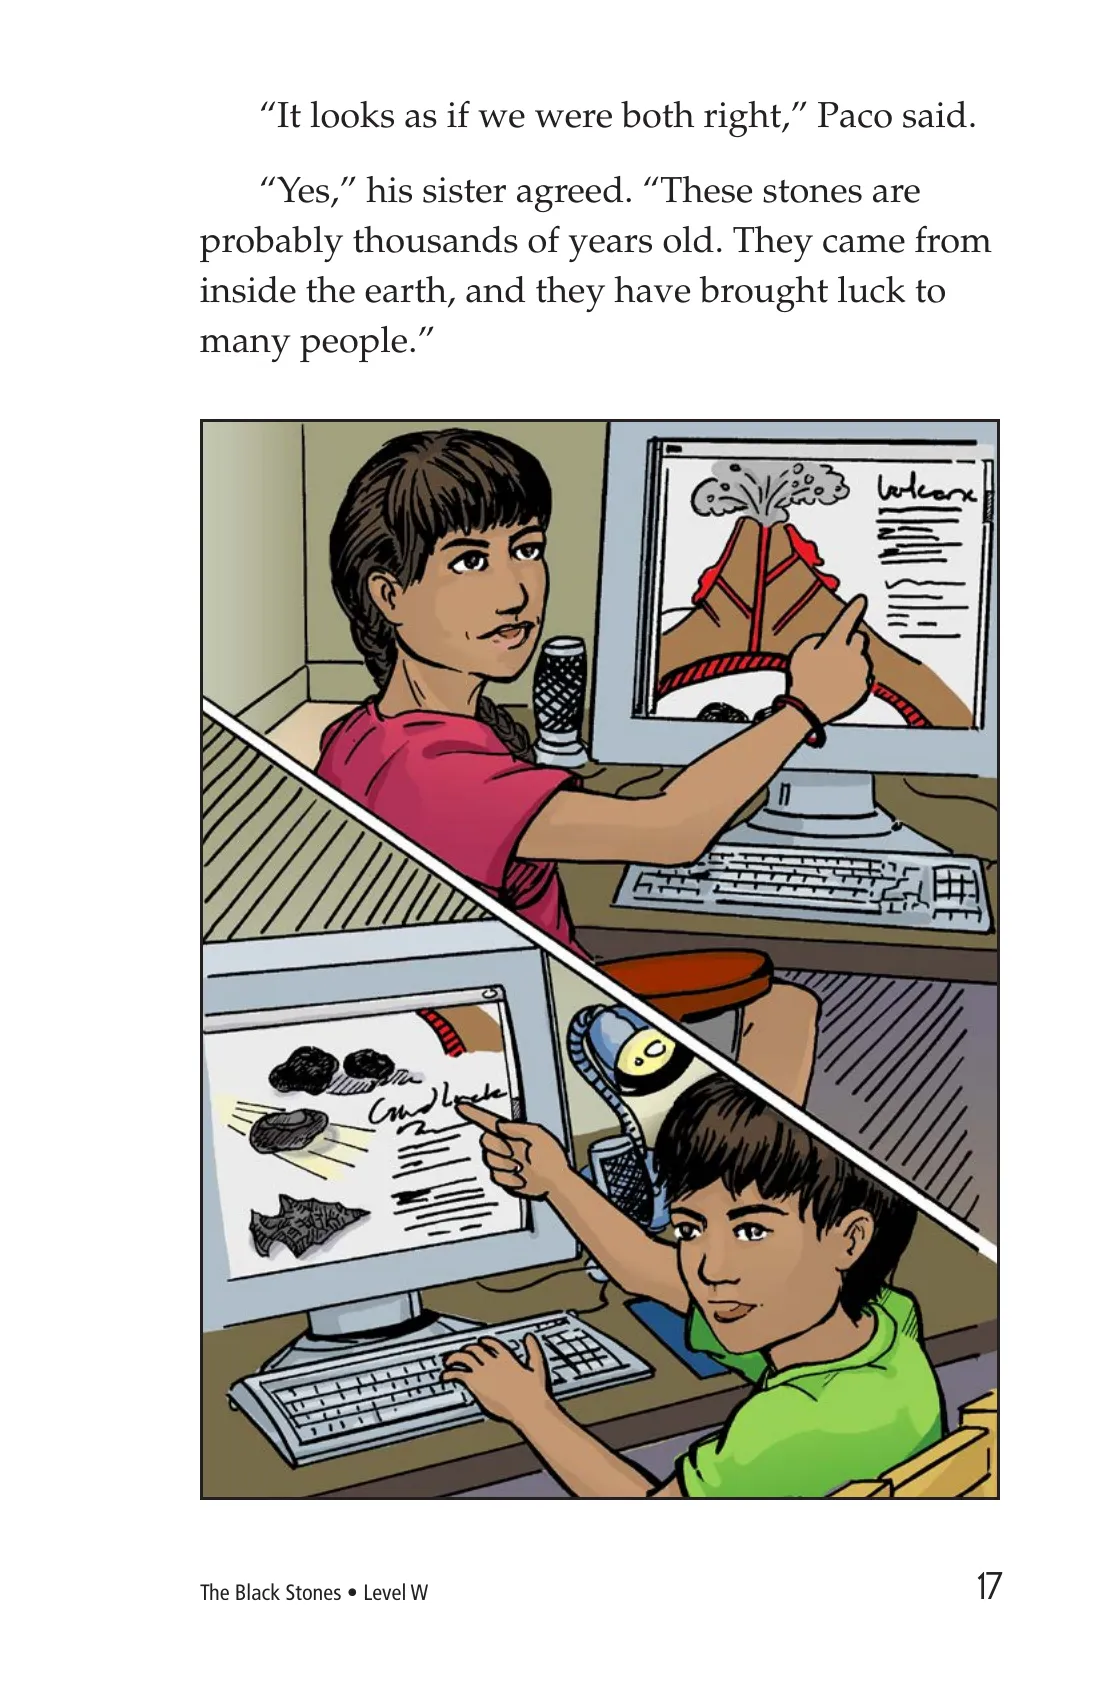 “It looks as if we were both right,” Paco said.
“Yes,” his sister agreed. “These stones are
probably thousands of years old. They came from
inside the earth, and they have brought luck to
many people.”
Good Luck
The Black Stones • Level W
17